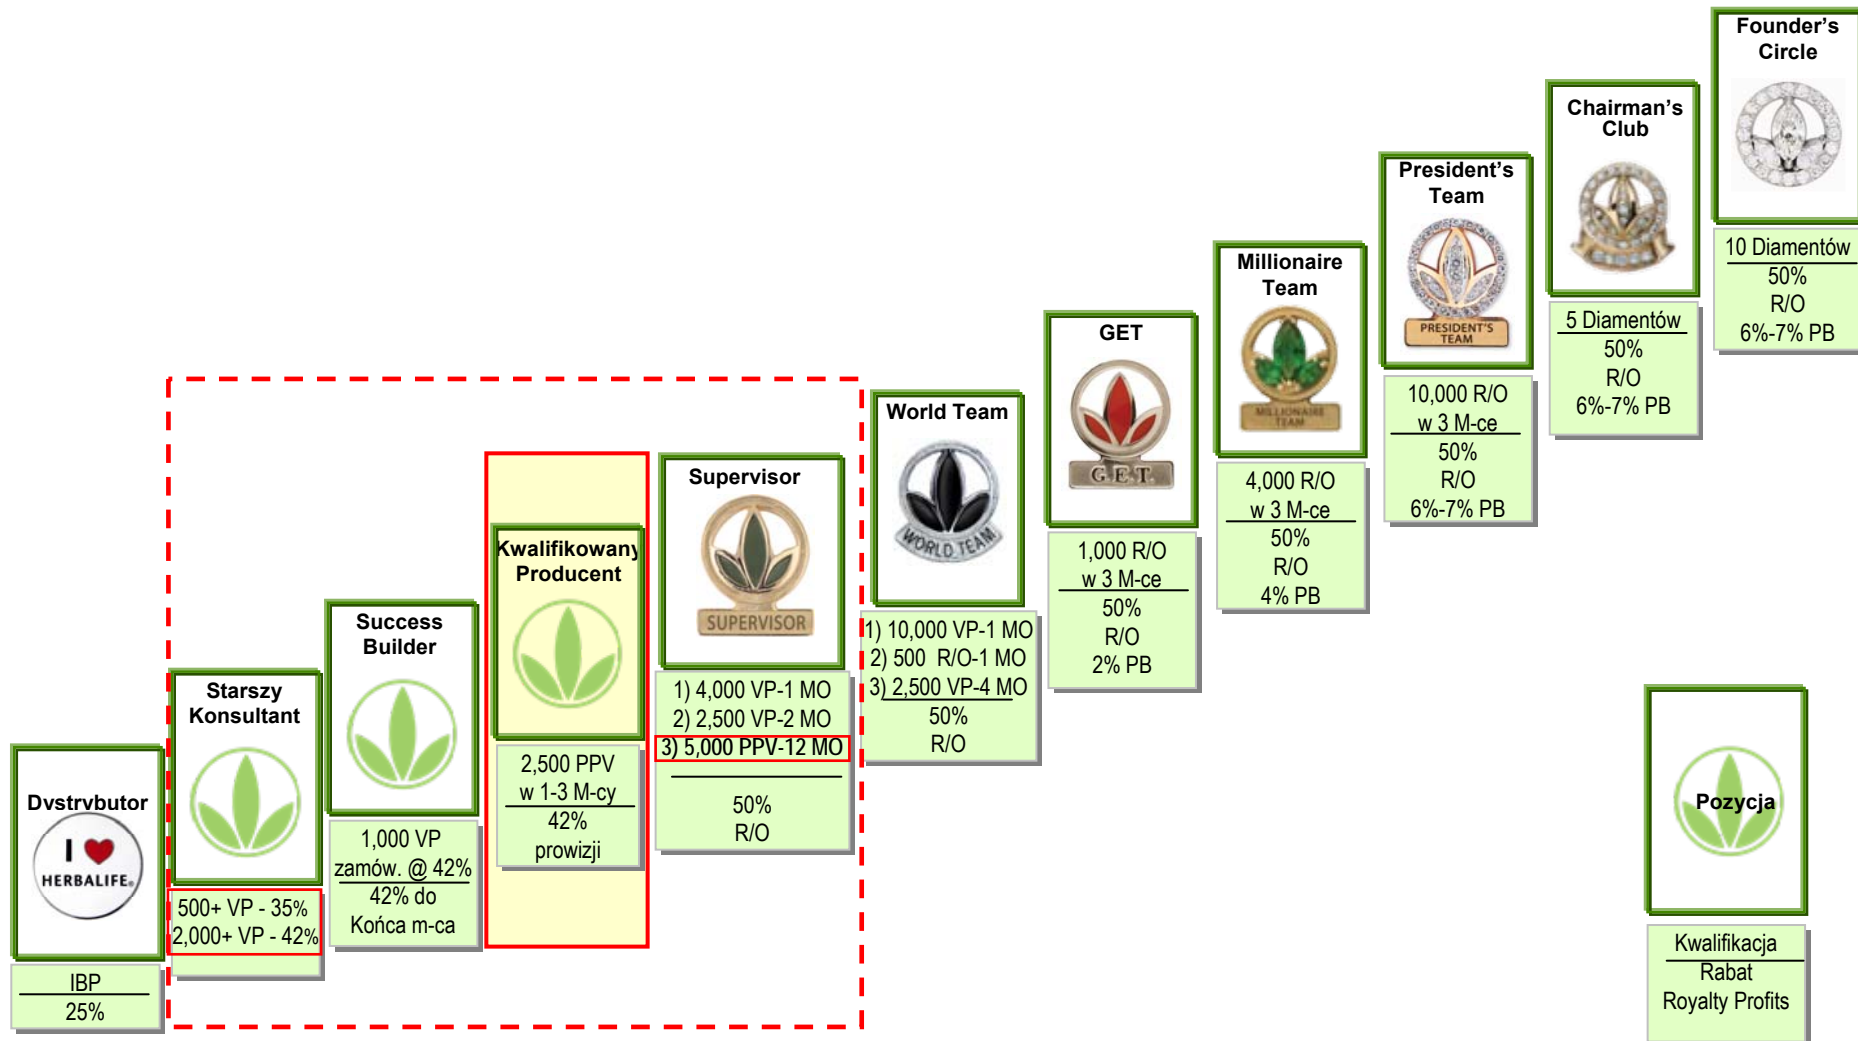 Founder's
Circle
10 Diamentów
50%
R/O
6%-7% PB
Chairman's
Club
5 Diamentów
50%
R/O
6%-7% PB
President's
Team
PRESIDENT'S
TEAM
10,000 R/O
w 3 M-ce
50%
R/O
6%-7% PB
Millionaire
Team
MILLIONAIRE
TEAM
4,000 R/O
w 3 M-ce
50%
R/O
4% PB
GET
G.E.T.
1,000 R/O
w 3 M-ce
50%
R/O
2% PB
World Team
WORLD TEAM
1) 10,000 VP-1 MO
2) 500 R/O-1 MO
3) 2,500 VP-4 MO
50%
R/O
Supervisor
SUPERVISOR
1) 4,000 VP-1 MO
2) 2,500 VP-2 MO
3) 5,000 PPV-12 MO
50%
R/O
Kwalifikowany
Producent
2,500 PPV
w 1-3 M-cy
42%
prowizji
Success
Builder
1,000 VP
zamów. @ 42%
42% do
Końca m-ca
Starszy
Konsultant
500+ VP - 35%
2,000+ VP - 42%
Dystrybutor
I
HERBALIFE.
IBP
25%
Pozycja
Kwalifikacja
Rabat
Royalty Profits